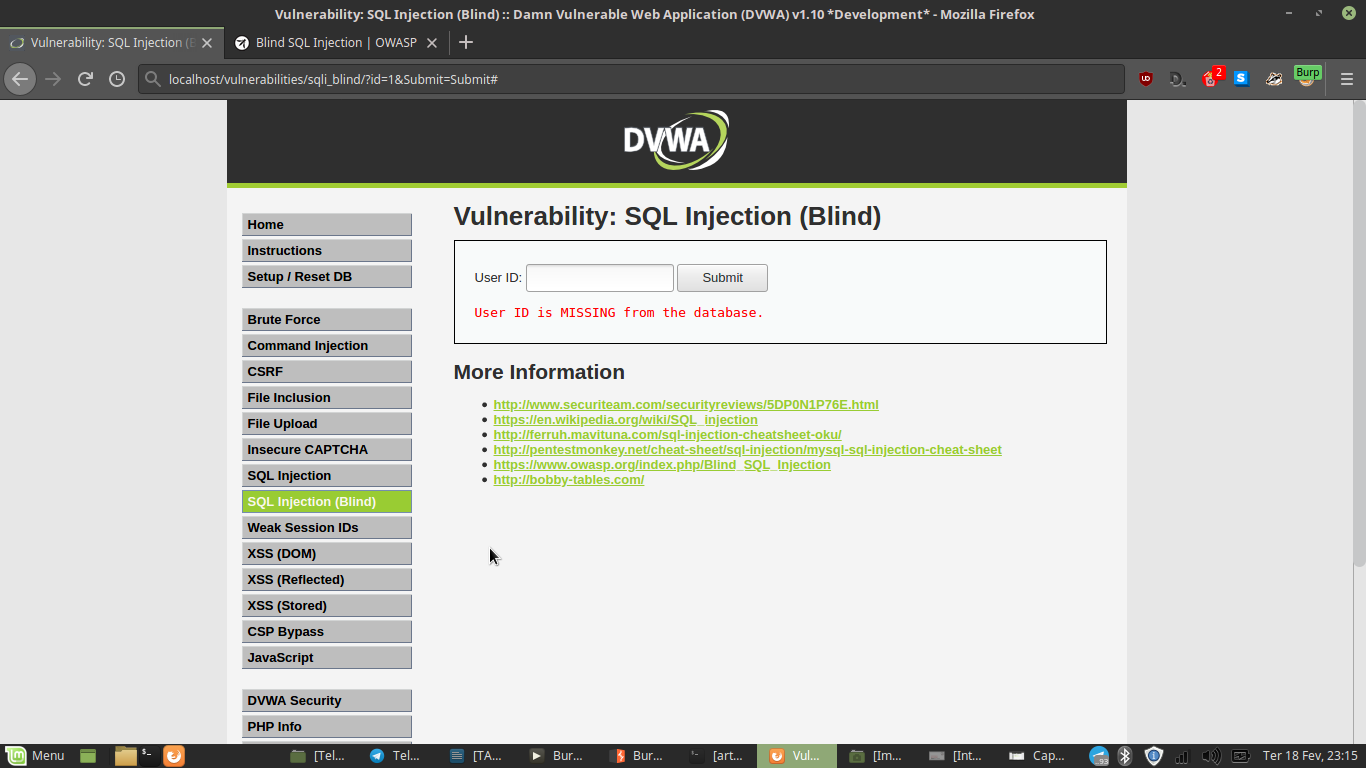 Vulnerability: SQL Injection (Blind) :: Damn Vulnerable Web Application (DVWA) v1.10 *Development* - Mozilla Firefox
Vulnerability: SQL Injection (B
Blind SQL Injection | OWASP
localhost/vulnerabilities/sqli_blind/?id=1&Submit=Submit#
UD
D
2
S
Burp
DVWA
Home
Instructions
Setup / Reset DB
Brute Force
Command Injection
CSRF
File Inclusion
File Upload
Insecure CAPTCHA
SQL Injection
SQL Injection (Blind)
Weak Session IDs
XSS (DOM)
XSS (Reflected)
XSS (Stored)
CSP Bypass
JavaScript
DVWA Security
PHP Info
Vulnerability: SQL Injection (Blind)
User ID:
Submit
User ID is MISSING from the database.
More Information
http://www.securiteam.com/securityreviews/5DP0N1P76E.html
https://en.wikipedia.org/wiki/SQL_injection
http://ferruh.mavituna.com/sql-injection-cheatsheet-oku/
http://pentestmonkey.net/cheat-sheet/sql-injection/mysql-sql-injection-cheat-sheet
https://www.owasp.org/index.php/Blind_SQL_Injection
http://bobby-tables.com/
Menu
[Tel...
Tel...
[TA...
Bur...
Bur...
[art...
Vul...
[Im...
[Int...
Cap...
93
Ter 18 Fev, 23:15